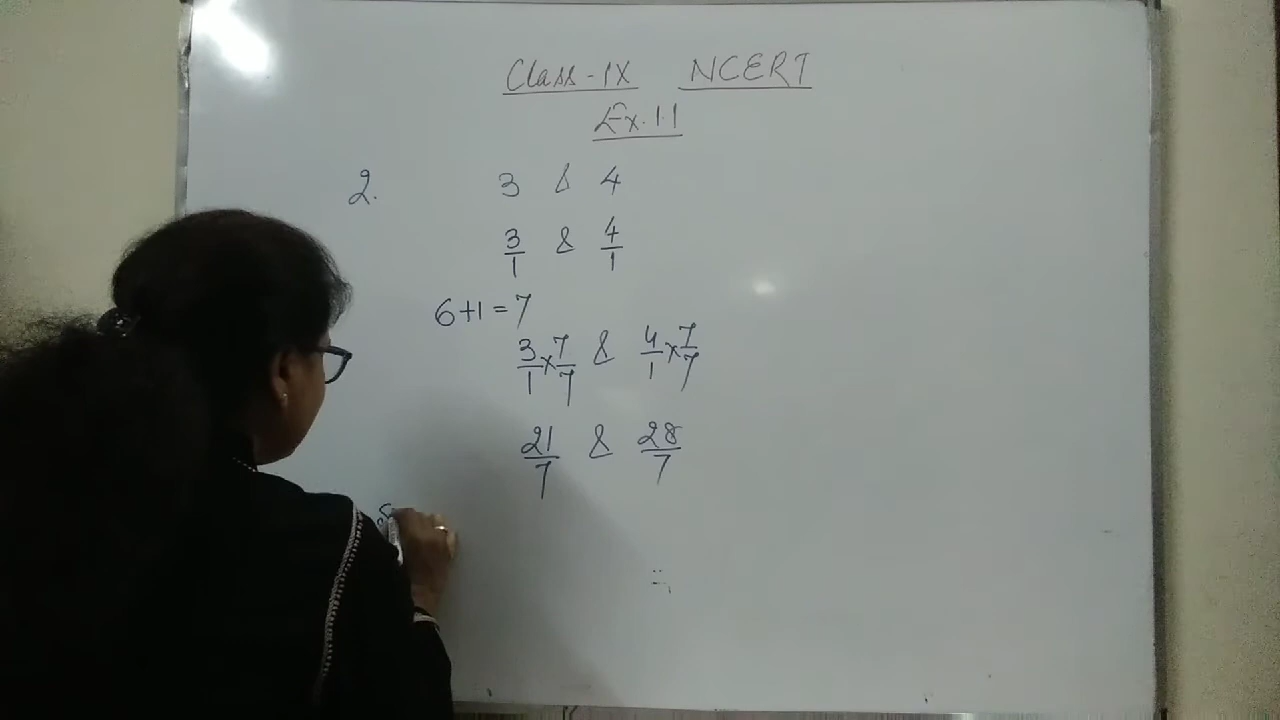 Class-IX NCERT
Ex.1.1
2. 3 & 4
3/1 & 4/1
6+1=7
3/1 x 7/7 & 4/1 x 7/7
21/7 & 28/7